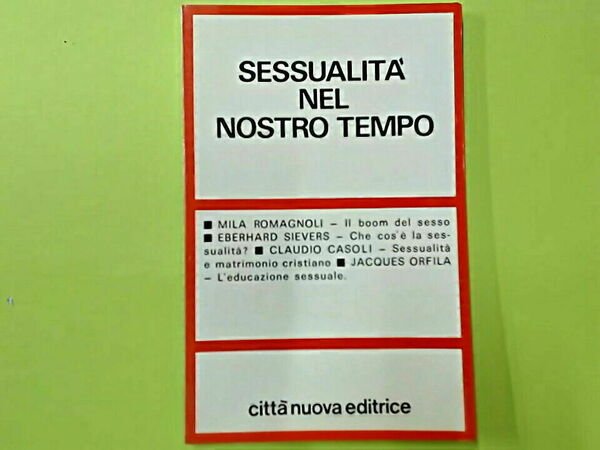 SESSUALITA'
NEL
NOSTRO TEMPO
■ MILA ROMAGNOLI – Il boom del sesso
■ EBERHARD SIEVERS – Che cos'è la ses-
sualità? ■ CLAUDIO CASOLI – Sessualità
e matrimonio cristiano ■ JACQUES ORFILA
– L'educazione sessuale.
città nuova editrice